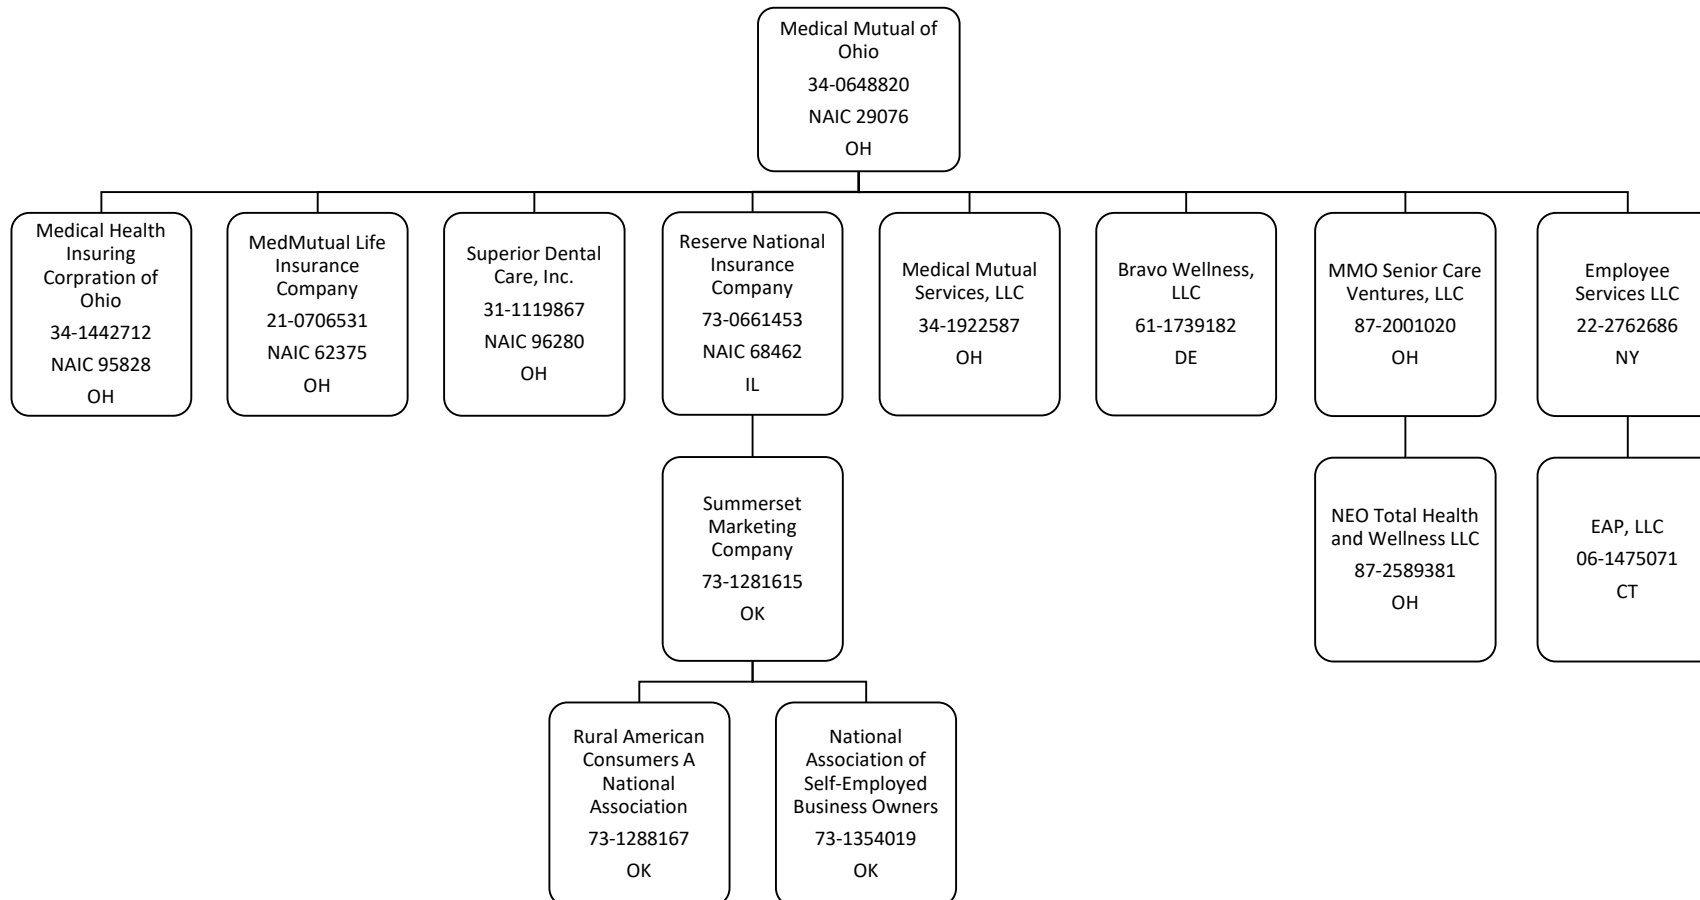 Medical Mutual of
Ohio
34-0648820
NAIC 29076
OH
Medical Health
Insuring
Corpration of
Ohio
34-1442712
NAIC 95828
OH
MedMutual Life
Insurance
Company
21-0706531
NAIC 62375
OH
Superior Dental
Care, Inc.
31-1119867
NAIC 96280
OH
Reserve National
Insurance
Company
73-0661453
NAIC 68462
IL
Medical Mutual
Services, LLC
34-1922587
OH
Bravo Wellness,
LLC
61-1739182
DE
MMO Senior Care
Ventures, LLC
87-2001020
OH
Employee
Services LLC
22-2762686
NY
Summerset
Marketing
Company
73-1281615
OK
NEO Total Health
and Wellness LLC
87-2589381
OH
EAP, LLC
06-1475071
CT
Rural American
Consumers A
National
Association
73-1288167
OK
National
Association of
Self-Employed
Business Owners
73-1354019
OK